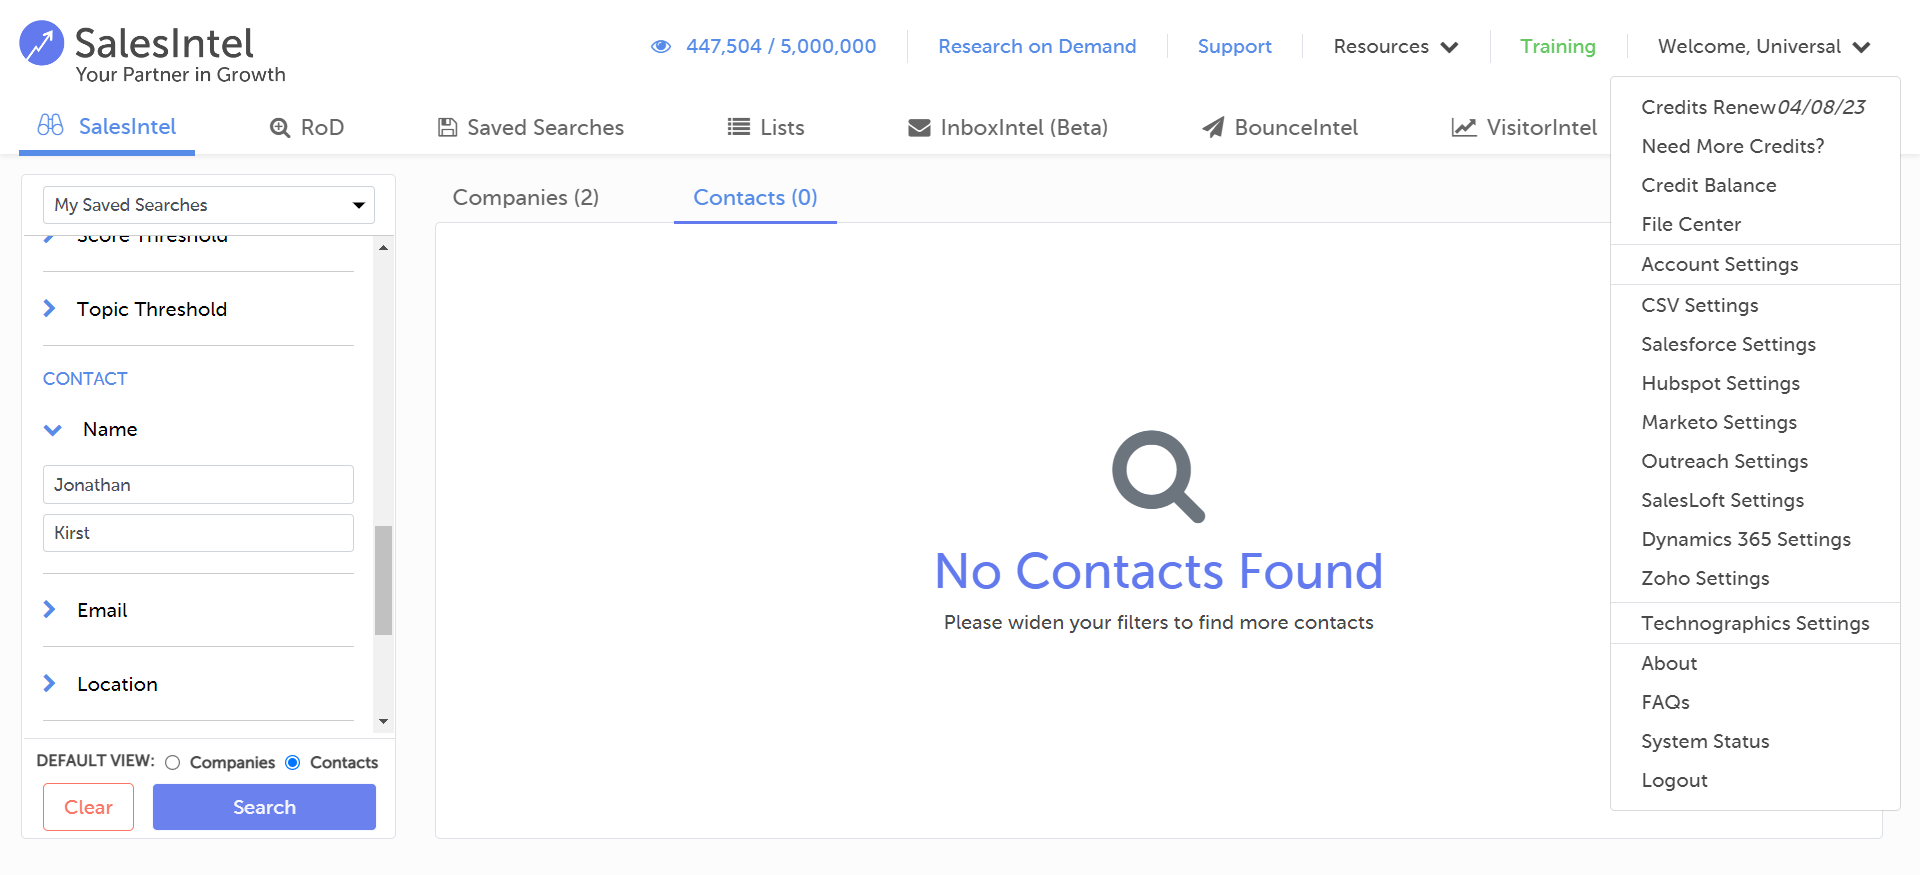 SalesIntel
Your Partner in Growth
447,504 / 5,000,000
Research on Demand
Support
Resources
Training
Welcome, Universal
SalesIntel
RoD
Saved Searches
Lists
InboxIntel (Beta)
BounceIntel
VisitorIntel
Credits Renew04/08/23
Need More Credits?
Credit Balance
File Center
Account Settings
CSV Settings
Salesforce Settings
Hubspot Settings
Marketo Settings
Outreach Settings
SalesLoft Settings
Dynamics 365 Settings
Zoho Settings
Technographics Settings
About
FAQs
System Status
Logout
My Saved Searches
Score Threshold
Topic Threshold
CONTACT
Name
Jonathan
Kirst
Email
Location
DEFAULT VIEW:
Companies
Contacts
Clear
Search
Companies (2)
Contacts (0)
No Contacts Found
Please widen your filters to find more contacts